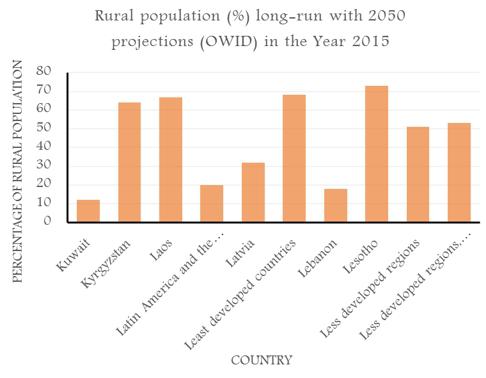 Rural population (%) long-run with 2050
projections (OWID) in the Year 2015
PERCENTAGE OF RURAL POPULATION
80
70
60
50
40
30
20
10
0
Kuwait
Kyrgyzstan
Laos
Latin America and the…
Latvia
Least developed countries
Lebanon
Lesotho
Less developed regions
Less developed regions,…
COUNTRY